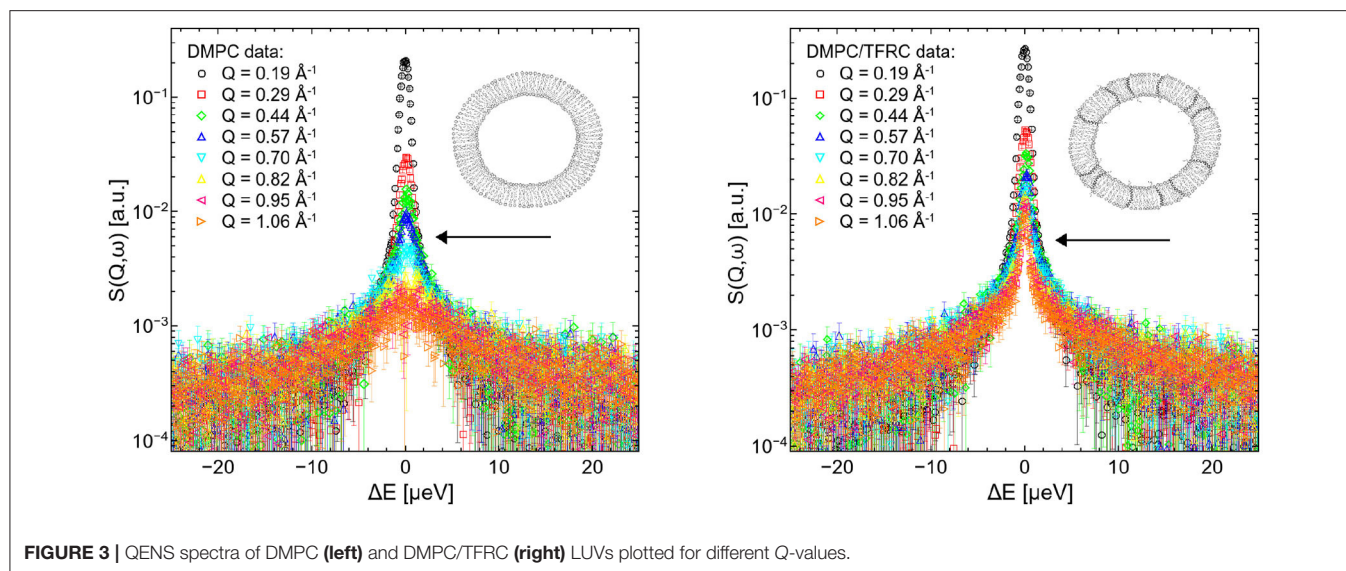 DMPC data:
Q = 0.19 Å⁻¹
Q = 0.29 Å⁻¹
Q = 0.44 Å⁻¹
Q = 0.57 Å⁻¹
Q = 0.70 Å⁻¹
Q = 0.82 Å⁻¹
Q = 0.95 Å⁻¹
Q = 1.06 Å⁻¹
10⁻¹
10⁻²
10⁻³
10⁻⁴
S(Q,ω) [a.u.]
−20
−10
0
10
20
ΔE [µeV]
DMPC/TFRC data:
Q = 0.19 Å⁻¹
Q = 0.29 Å⁻¹
Q = 0.44 Å⁻¹
Q = 0.57 Å⁻¹
Q = 0.70 Å⁻¹
Q = 0.82 Å⁻¹
Q = 0.95 Å⁻¹
Q = 1.06 Å⁻¹
10⁻¹
10⁻²
10⁻³
10⁻⁴
S(Q,ω) [a.u.]
−20
−10
0
10
20
ΔE [µeV]
FIGURE 3 | QENS spectra of DMPC (left) and DMPC/TFRC (right) LUVs plotted for different Q-values.